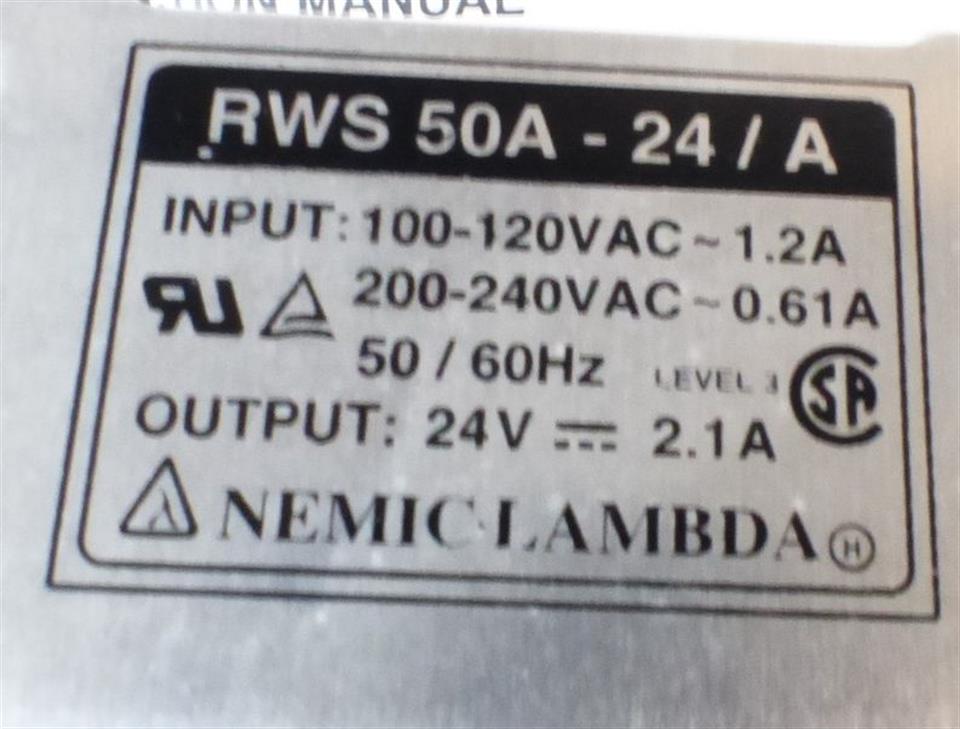 MANUAL
RWS 50A - 24 / A
INPUT: 100-120VAC ~ 1.2A
200-240VAC ~ 0.61A
50 / 60Hz LEVEL 3
OUTPUT: 24V ⎓ 2.1A
NEMIC-LAMBDA H